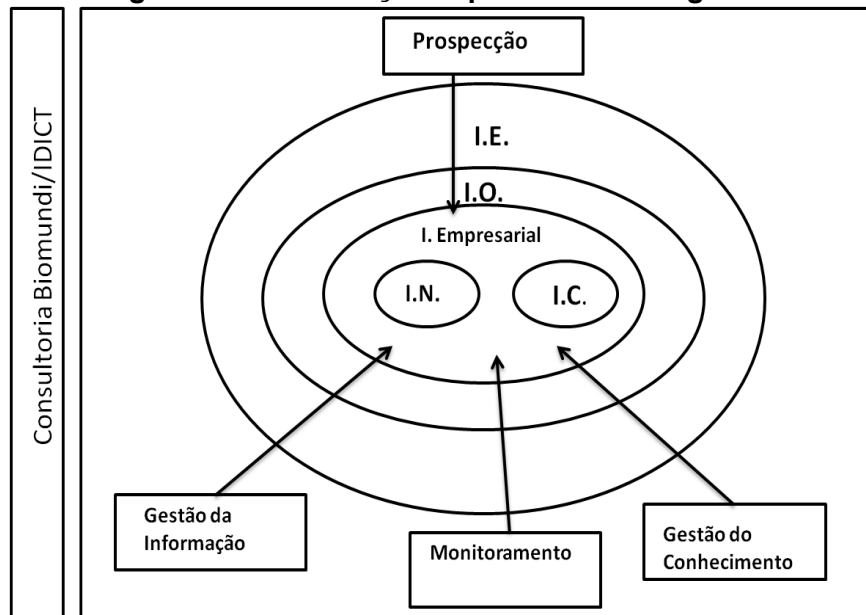 Prospecção
Consultoria Biomundi/IDICT
I.E.
I.O.
I. Empresarial
I.N.
I.C.
Gestão da
Informação
Monitoramento
Gestão do
Conhecimento